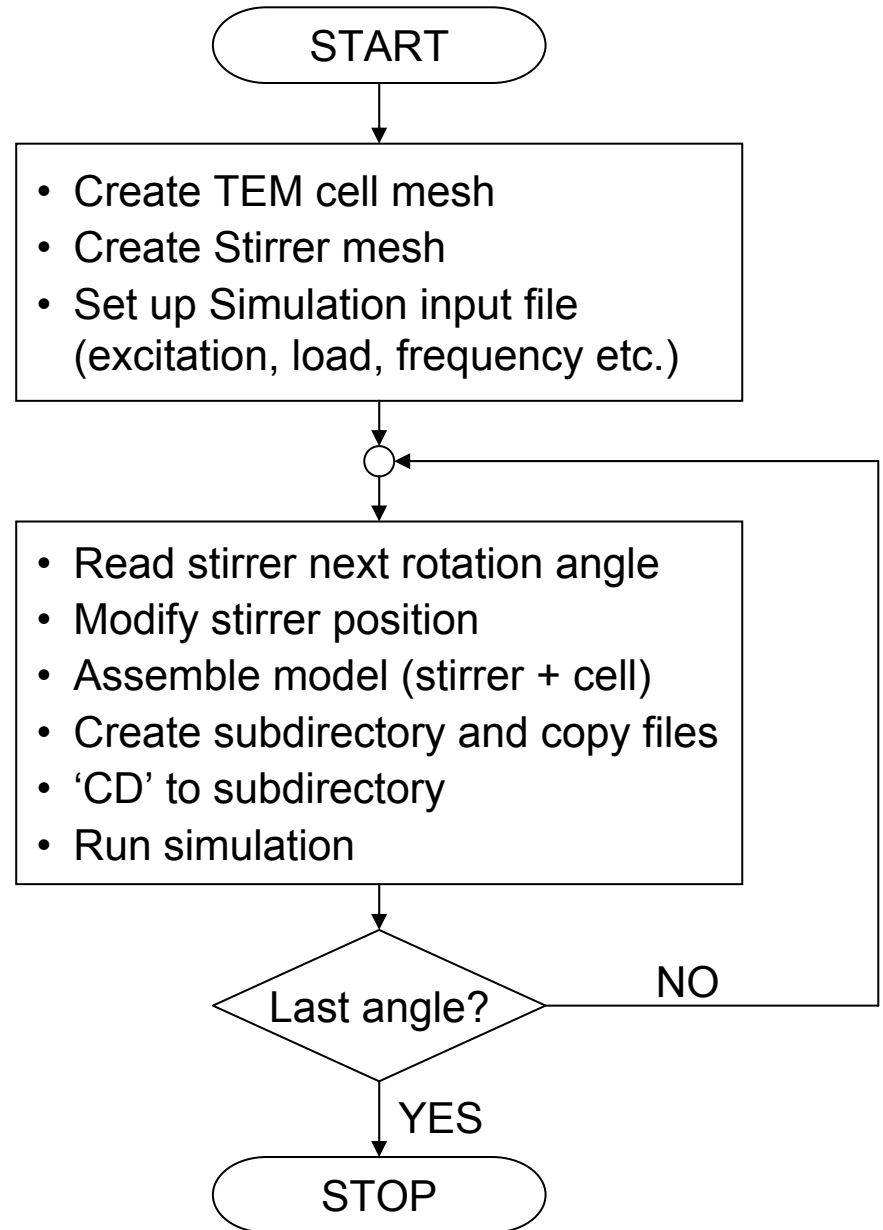 START
• Create TEM cell mesh
• Create Stirrer mesh
• Set up Simulation input file
(excitation, load, frequency etc.)
• Read stirrer next rotation angle
• Modify stirrer position
• Assemble model (stirrer + cell)
• Create subdirectory and copy files
• ‘CD’ to subdirectory
• Run simulation
Last angle?
NO
YES
STOP